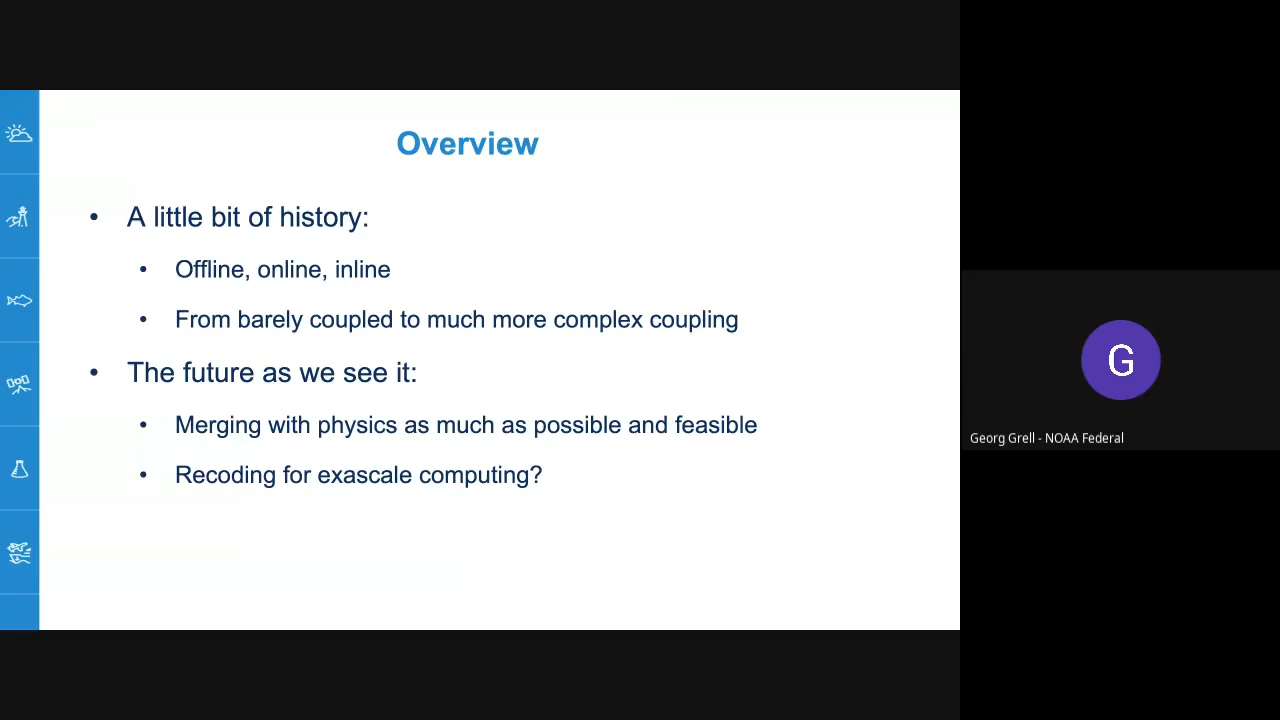 Overview
• A little bit of history:
• Offline, online, inline
• From barely coupled to much more complex coupling
• The future as we see it:
• Merging with physics as much as possible and feasible
• Recoding for exascale computing?
G
Georg Grell - NOAA Federal